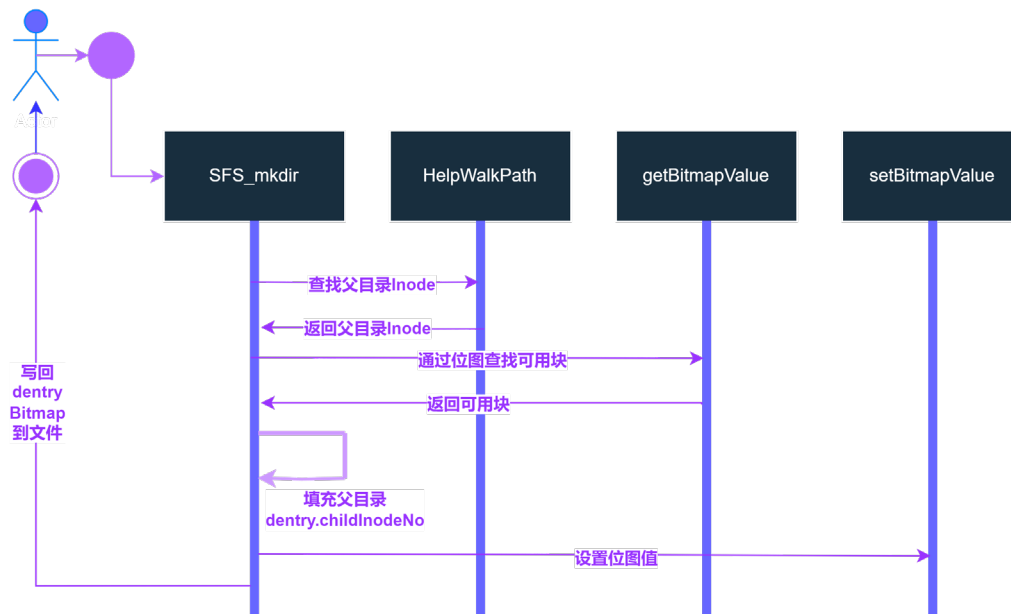 Actor
SFS_mkdir
HelpWalkPath
getBitmapValue
setBitmapValue
查找父目录Inode
返回父目录Inode
通过位图查找可用块
返回可用块
写回
dentry
Bitmap
到文件
填充父目录
dentry.childInodeNo
设置位图值